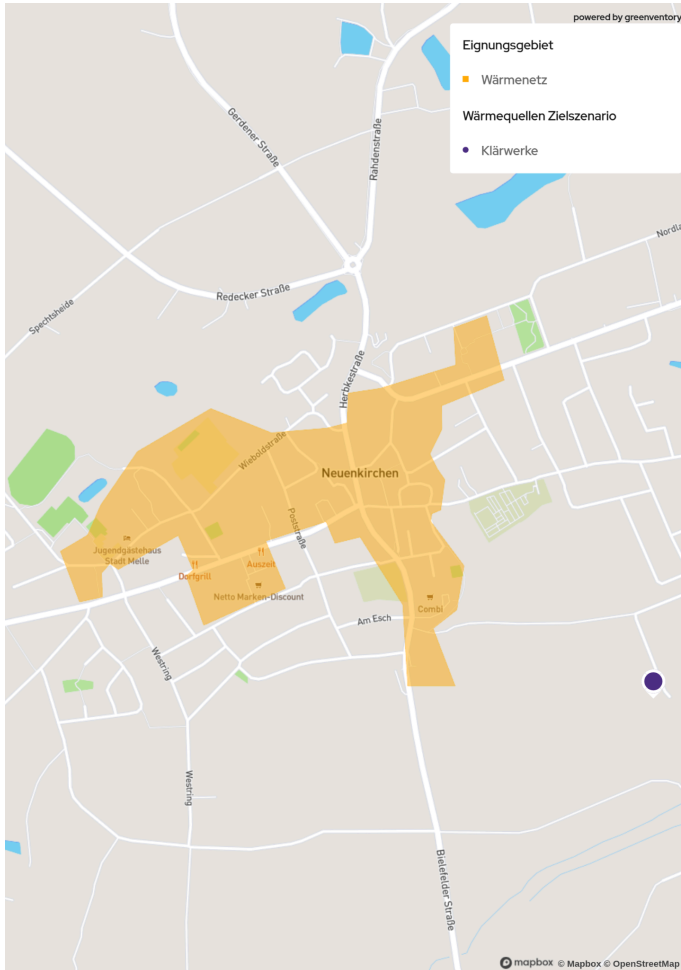 powered by greenventory
Eignungsgebiet
Wärmenetz
Wärmequellen Zielszenario
Klärwerke
Gerdener Straße
Rahdenstraße
Nordla
Redecker Straße
Spechtsheide
Herbkestraße
Wieboldstraße
Neuenkirchen
Poststraße
Jugendgästehaus
Stadt Melle
Auszeit
Dorfgrill
Netto Marken-Discount
Combi
Am Esch
Westring
Westring
Bielefelder Straße
mapbox © Mapbox © OpenStreetMap